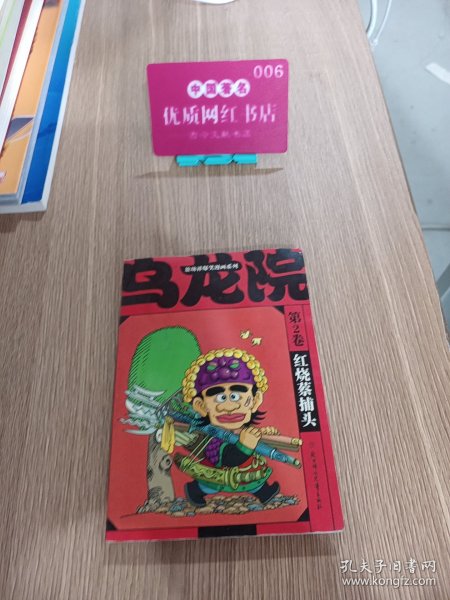 006
中国著名
优质网红书店
敖幼祥爆笑漫画系列
乌龙院
第2卷
红烧蔡捕头
孔夫子旧书网
www.kongfz.com